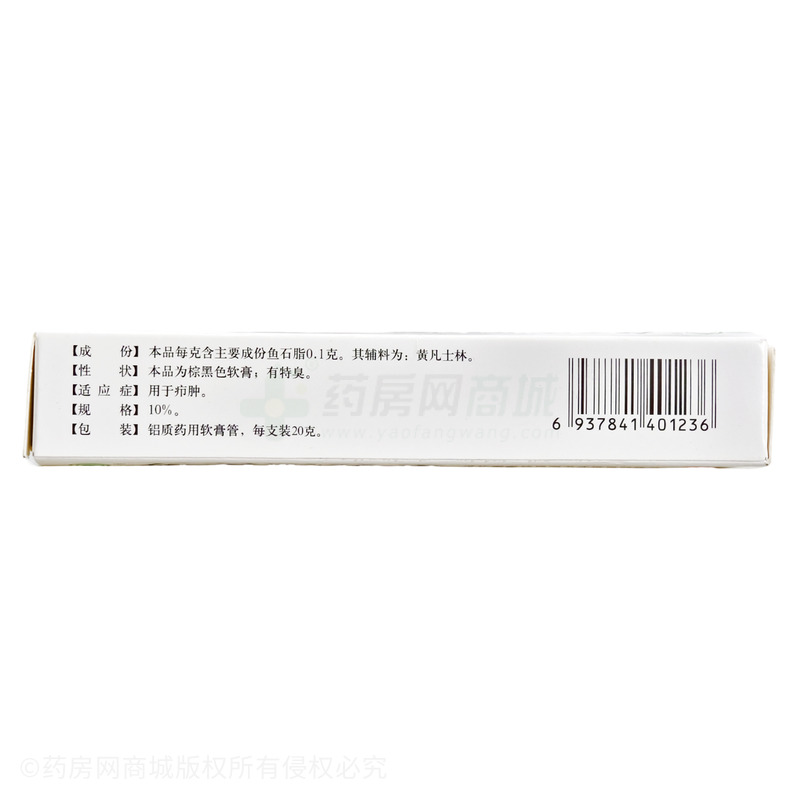 【成　份】本品每克含主要成份鱼石脂0.1克。其辅料为：黄凡士林。
【性　状】本品为棕黑色软膏；有特臭。
【适应症】用于疖肿。
【规　格】10%。
【包　装】铝质药用软膏管，每支装20克。
6 937841 401236
药房网商城
www.yaofangwang.com
©药房网商城版权所有侵权必究